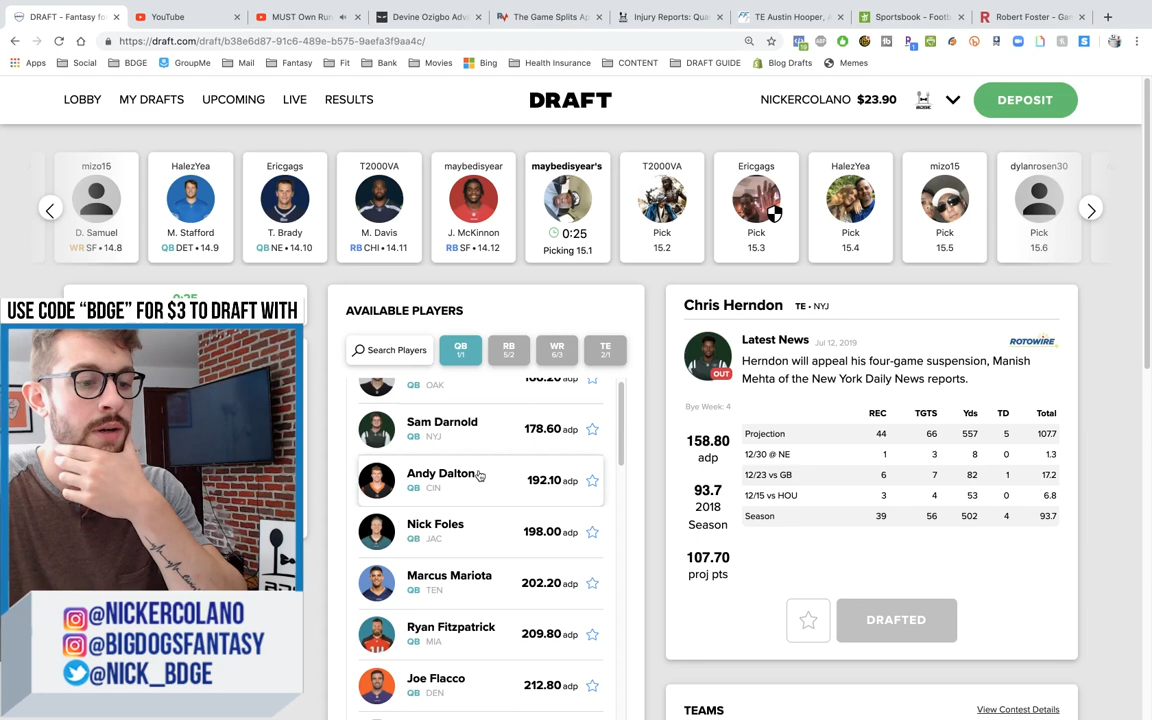 DRAFT - Fantasy fo
YouTube
MUST Own Run
Devine Ozigbo Adv
The Game Splits Ap
Injury Reports: Qua
TE Austin Hooper, A
Sportsbook - Footb
Robert Foster - Gam
https://draft.com/draft/b38e6d87-91c6-489e-b575-9aefa3f9aa4c/
Apps Social BDGE GroupMe Mail Fantasy Fit Bank Movies Bing Health Insurance CONTENT DRAFT GUIDE Blog Drafts Memes
LOBBY MY DRAFTS UPCOMING LIVE RESULTS
DRAFT
NICKERCOLANO $23.90
DEPOSIT
mizo15 HalezYea Ericgags T2000VA maybedisyear maybedisyear's T2000VA Ericgags HalezYea mizo15 dylanrosen30
D. Samuel M. Stafford T. Brady M. Davis J. McKinnon 0:25 Pick Pick Pick Pick Pick
WR SF • 14.8 QB DET • 14.9 QB NE • 14.10 RB CHI • 14.11 RB SF • 14.12 Picking 15.1 15.2 15.3 15.4 15.5 15.6
USE CODE "BDGE" FOR $3 TO DRAFT WITH
@NICKERCOLANO
@BIGDOGSFANTASY
@NICK_BDGE
AVAILABLE PLAYERS
Search Players
QB RB WR TE
1/1 5/2 6/3 2/1
QB OAK
Sam Darnold
QB NYJ
178.60 adp
Andy Dalton
QB CIN
192.10 adp
Nick Foles
QB JAC
198.00 adp
Marcus Mariota
QB TEN
202.20 adp
Ryan Fitzpatrick
QB MIA
209.80 adp
Joe Flacco
QB DEN
212.80 adp
Chris Herndon TE • NYJ
OUT
Latest News Jul 12, 2019
ROTOWIRE
Herndon will appeal his four-game suspension, Manish
Mehta of the New York Daily News reports.
Bye Week: 4
158.80
adp
93.7
2018
Season
107.70
proj pts
REC TGTS Yds TD Total
Projection 44 66 557 5 107.7
12/30 @ NE 1 3 8 0 1.3
12/23 vs GB 6 7 82 1 17.2
12/15 vs HOU 3 4 53 0 6.8
Season 39 56 502 4 93.7
DRAFTED
TEAMS
View Contest Details